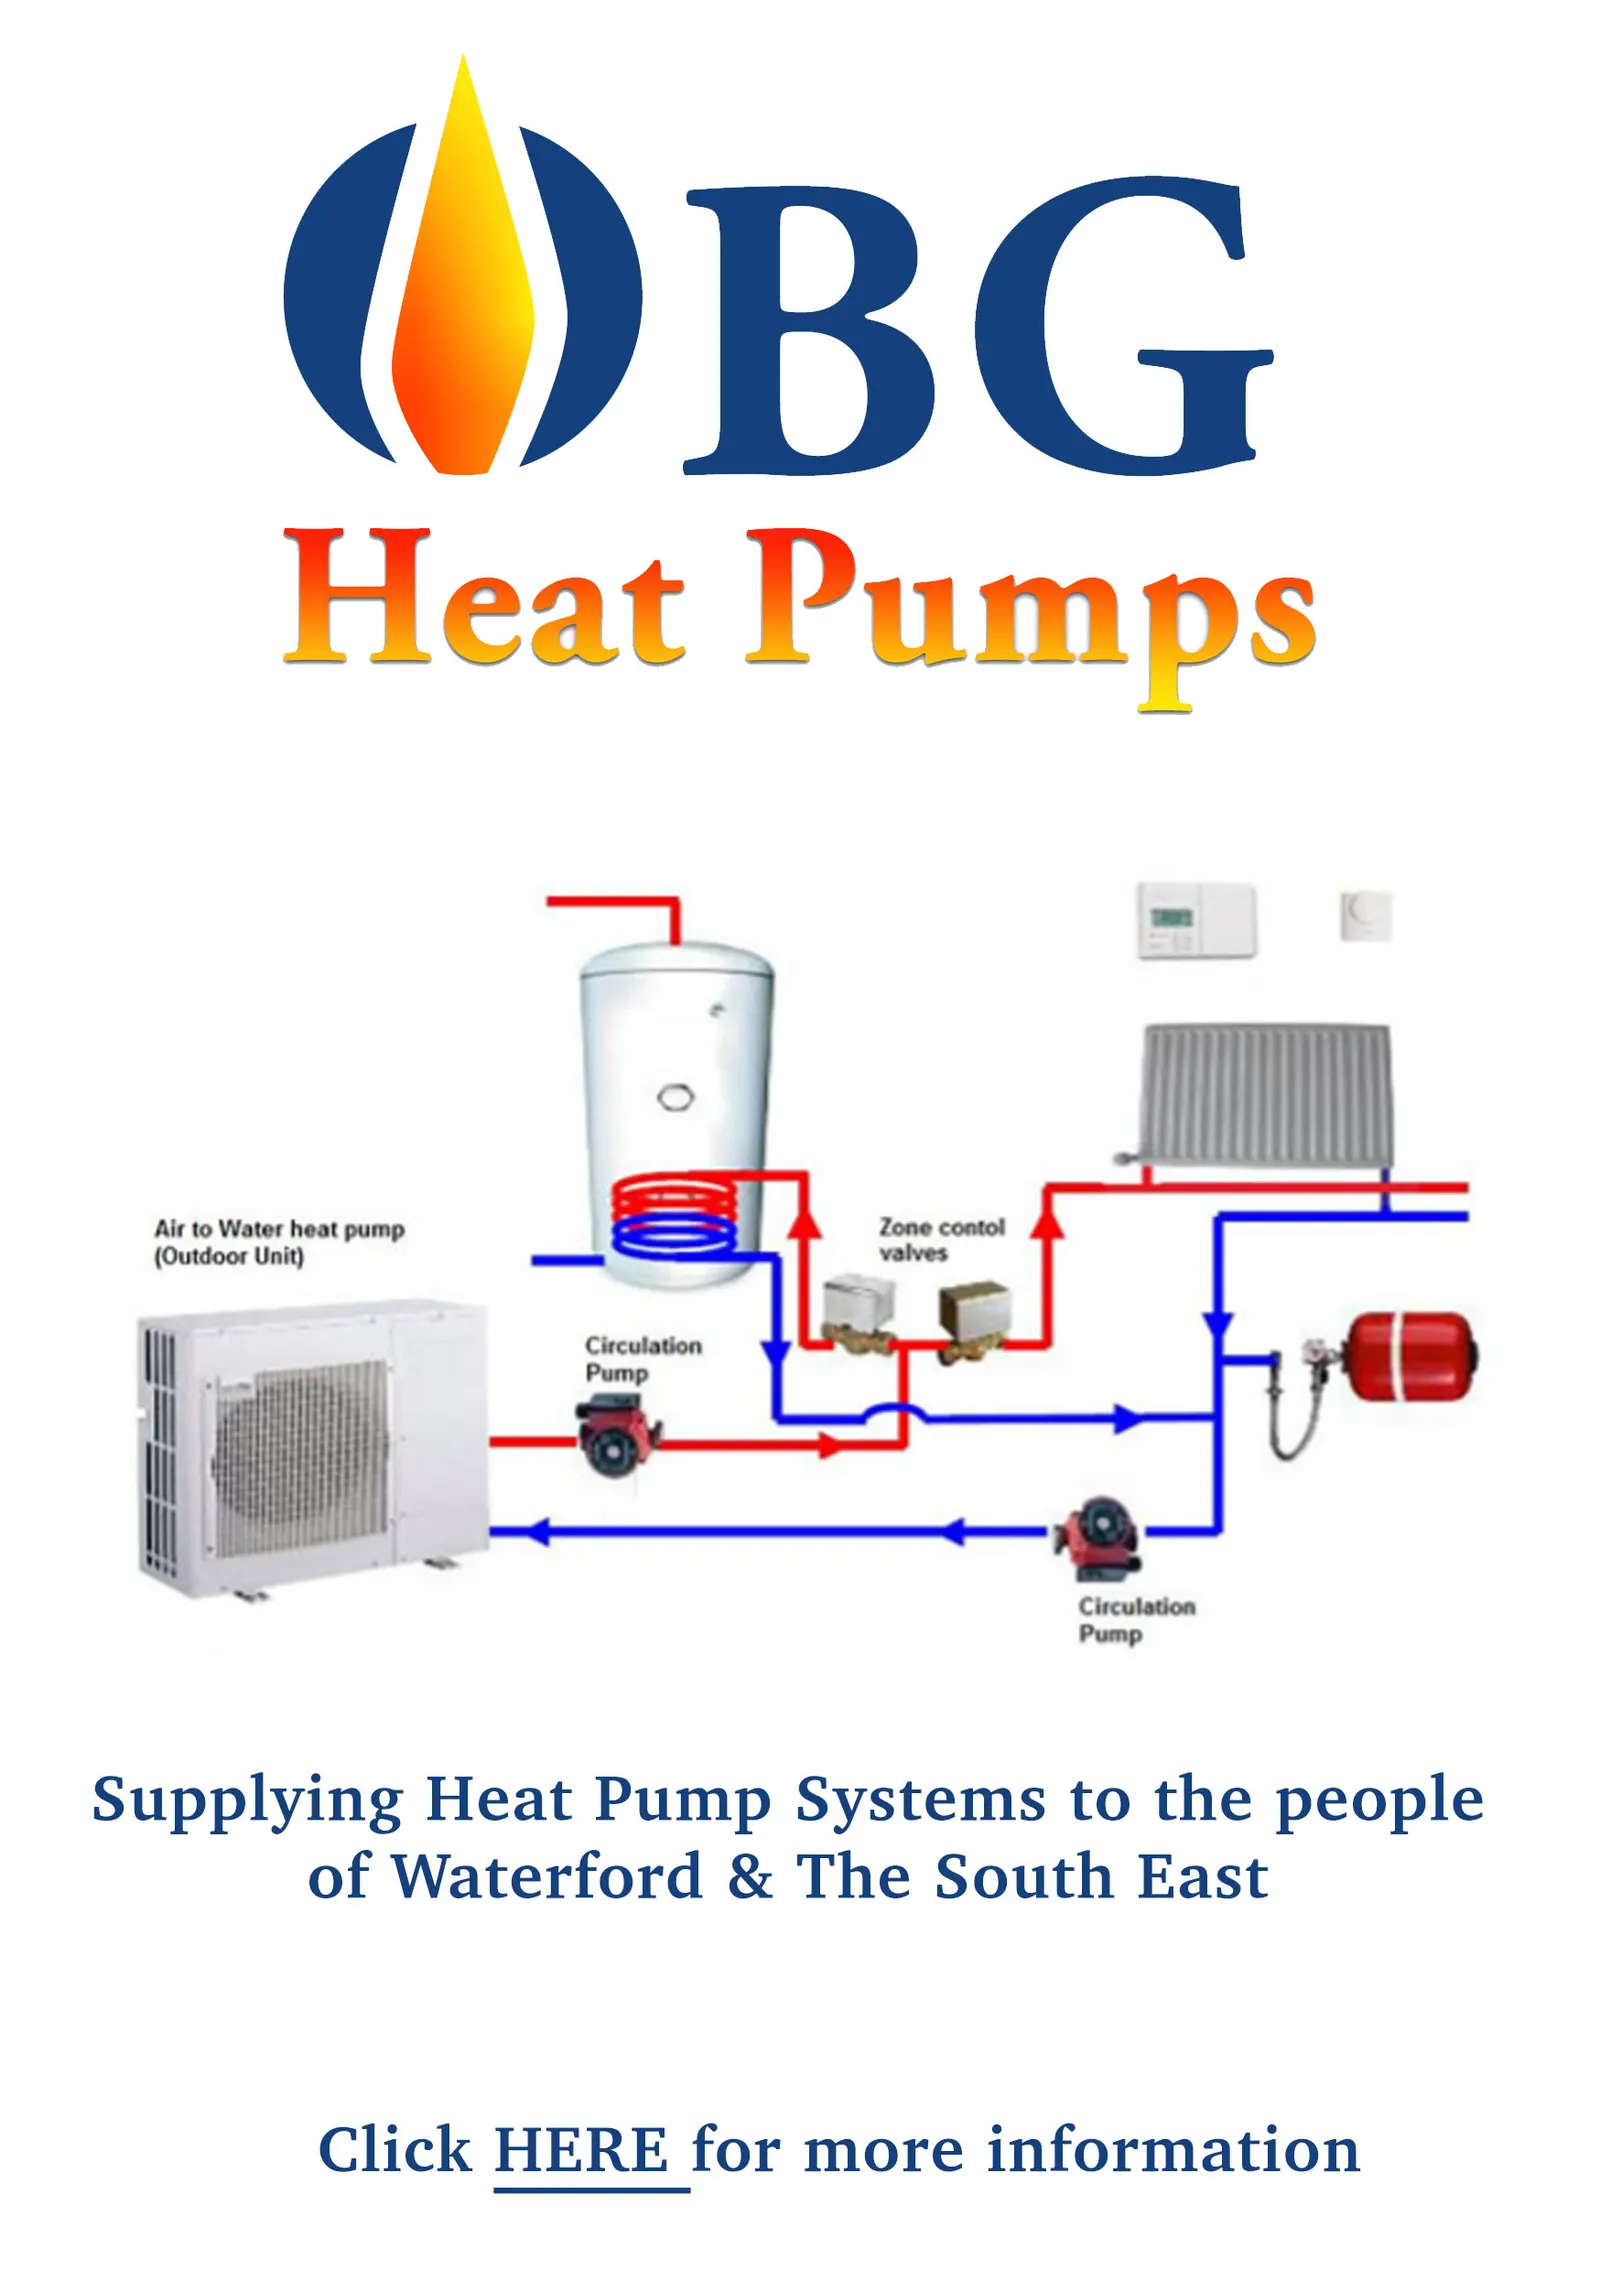 OBG
Heat Pumps
Air to Water heat pump
(Outdoor Unit)
Zone contol
valves
Circulation
Pump
Circulation
Pump
Supplying Heat Pump Systems to the people
of Waterford & The South East
Click HERE for more information